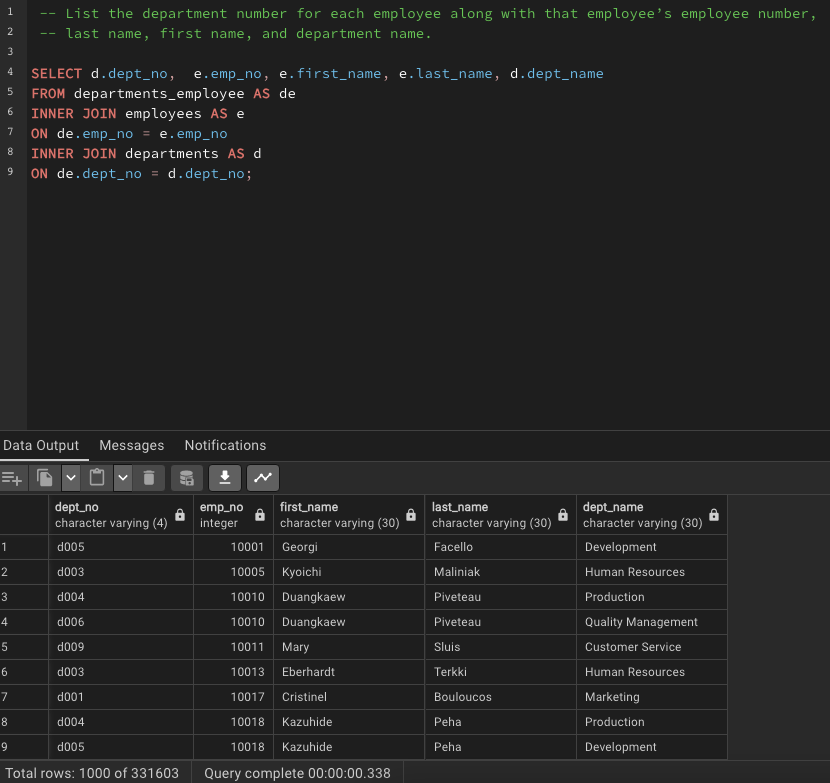 1 -- List the department number for each employee along with that employee’s employee number,
2 -- last name, first name, and department name.
3
4 SELECT d.dept_no,  e.emp_no, e.first_name, e.last_name, d.dept_name
5 FROM departments_employee AS de
6 INNER JOIN employees AS e
7 ON de.emp_no = e.emp_no
8 INNER JOIN departments AS d
9 ON de.dept_no = d.dept_no;
Data Output Messages Notifications
dept_no emp_no first_name last_name dept_name
character varying (4) integer character varying (30) character varying (30) character varying (30)
1 d005 10001 Georgi Facello Development
2 d003 10005 Kyoichi Maliniak Human Resources
3 d004 10010 Duangkaew Piveteau Production
4 d006 10010 Duangkaew Piveteau Quality Management
5 d009 10011 Mary Sluis Customer Service
6 d003 10013 Eberhardt Terkki Human Resources
7 d001 10017 Cristinel Bouloucos Marketing
8 d004 10018 Kazuhide Peha Production
9 d005 10018 Kazuhide Peha Development
Total rows: 1000 of 331603 Query complete 00:00:00.338